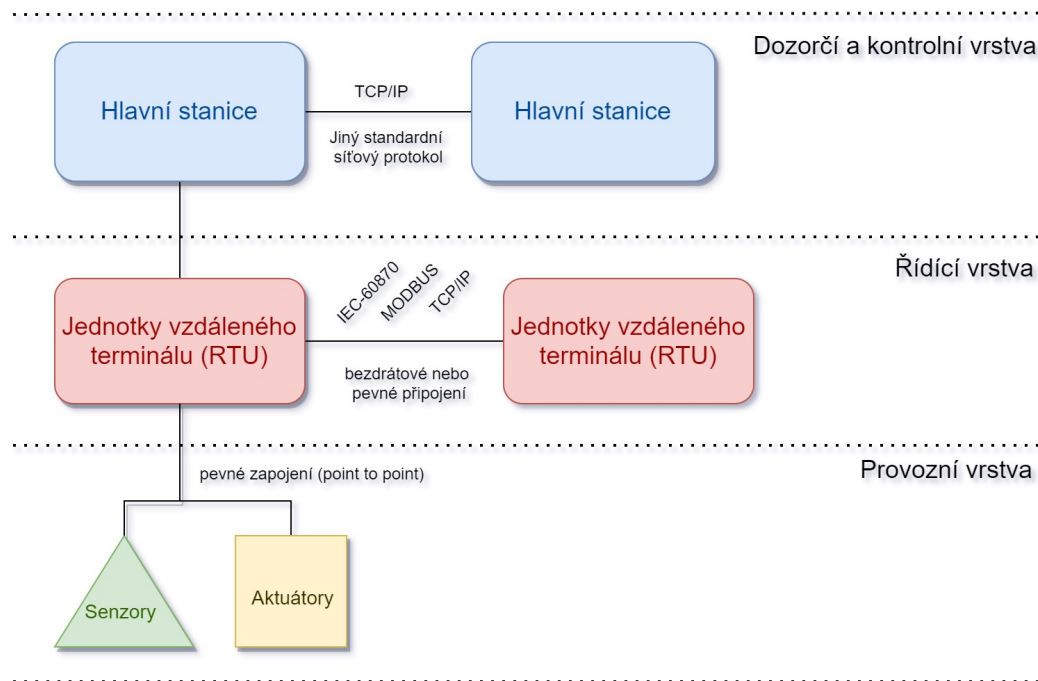 Dozorčí a kontrolní vrstva
Hlavní stanice
TCP/IP
Jiný standardní
síťový protokol
Hlavní stanice
Řídící vrstva
Jednotky vzdáleného
terminálu (RTU)
IEC-60870
MODBUS
TCP/IP
bezdrátové nebo
pevné připojení
Jednotky vzdáleného
terminálu (RTU)
Provozní vrstva
pevné zapojení (point to point)
Senzory
Aktuátory